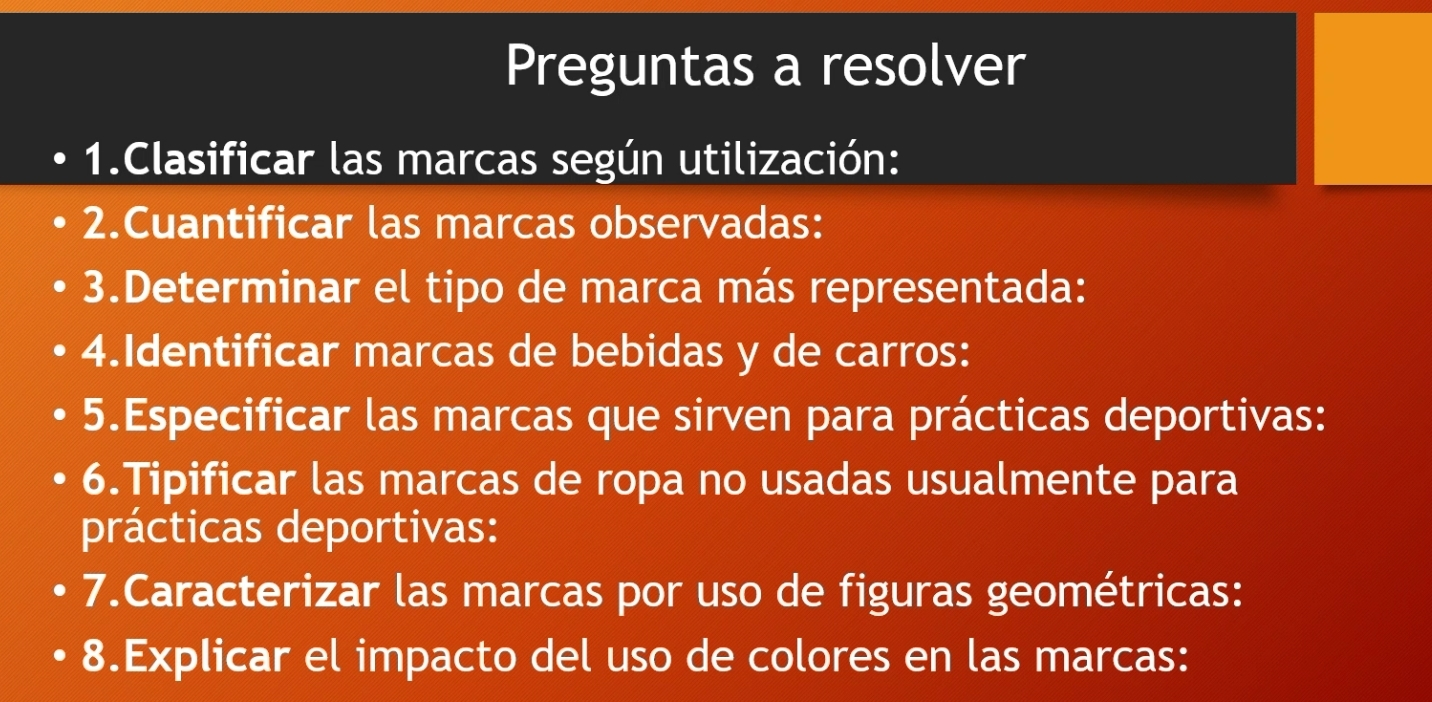 Preguntas a resolver
• 1.Clasificar las marcas según utilización:
• 2.Cuantificar las marcas observadas:
• 3.Determinar el tipo de marca más representada:
• 4.Identificar marcas de bebidas y de carros:
• 5.Especificar las marcas que sirven para prácticas deportivas:
• 6.Tipificar las marcas de ropa no usadas usualmente para
prácticas deportivas:
• 7.Caracterizar las marcas por uso de figuras geométricas:
• 8.Explicar el impacto del uso de colores en las marcas: